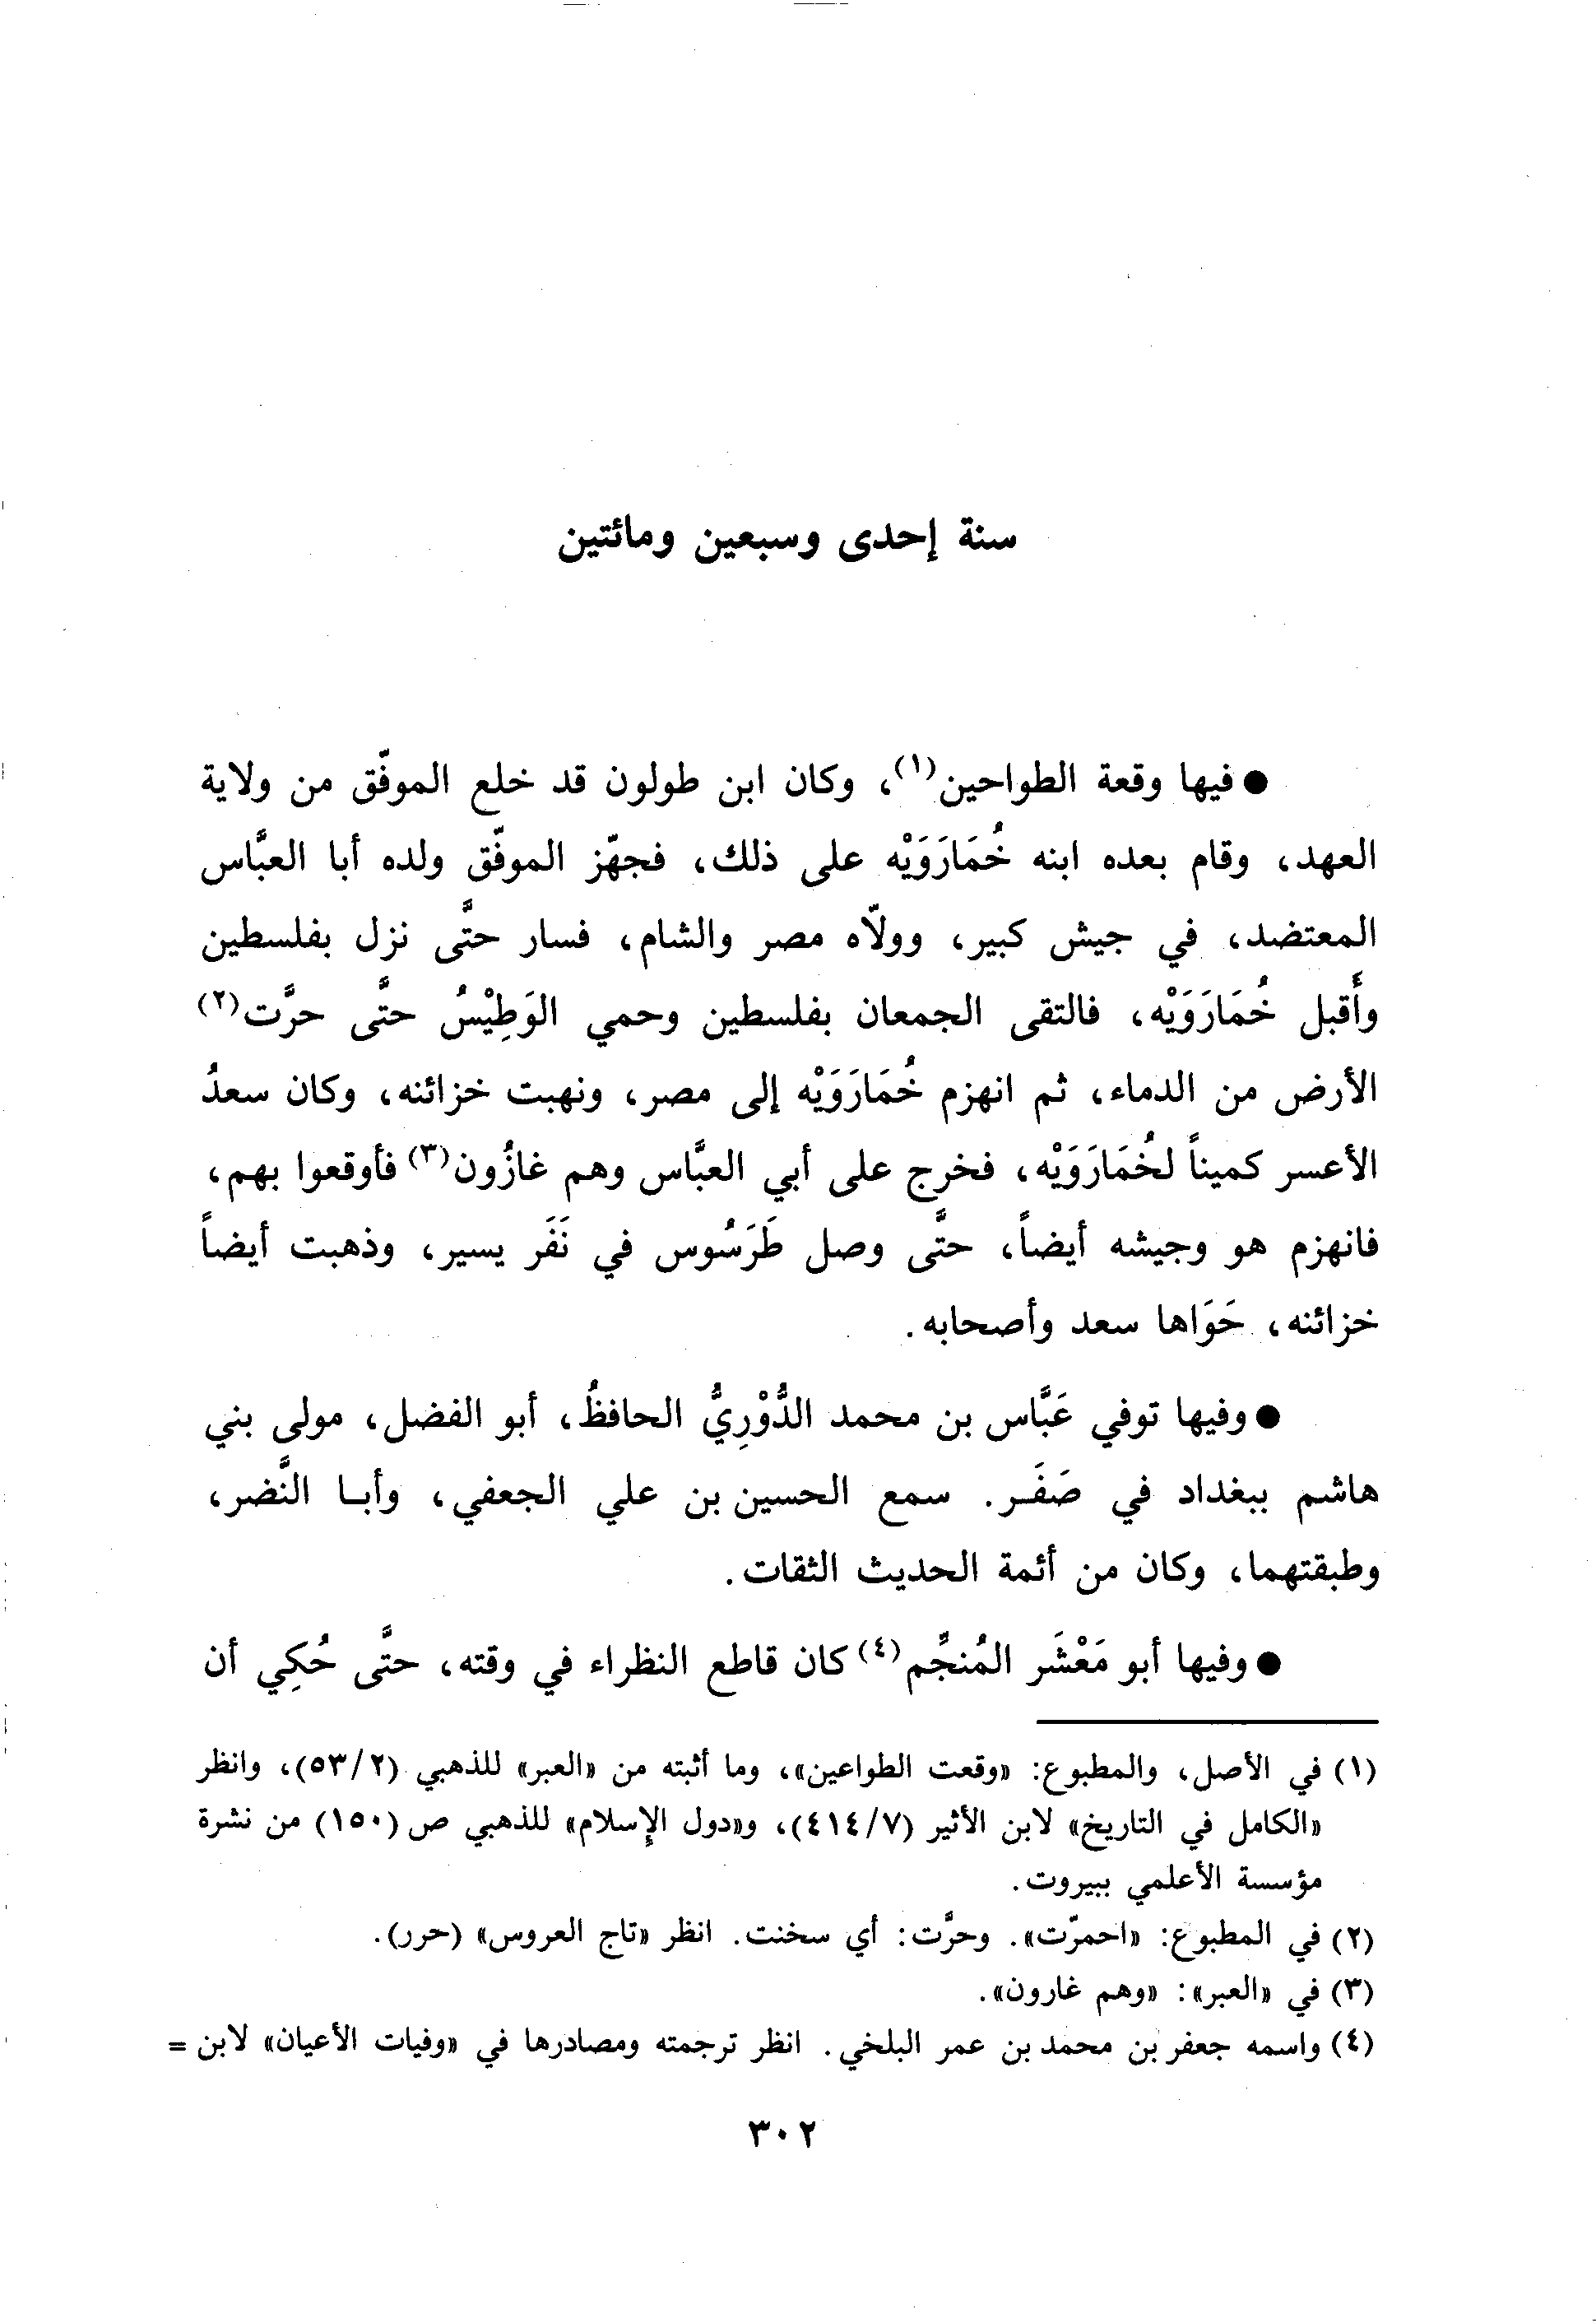 سنة إحدى وسبعين ومائتين
● فيها وقعة الطواحين(١)، وكان ابن طولون قد خلع الموفّق من ولاية
العهد، وقام بعده ابنه خُمَارَوَيْه على ذلك، فجهّز الموفّق ولده أبا العبَّاس
المعتضد، في جيش كبير، وولّاه مصر والشام، فسار حتَّى نزل بفلسطين
وأَقبل خُمَارَوَيْه، فالتقى الجمعان بفلسطين وحمي الوَطِيْسُ حتَّى حرَّت(٢)
الأرض من الدماء، ثم انهزم خُمَارَوَيْه إلى مصر، ونهبت خزائنه، وكان سعدُ
الأعسر كميناً لخُمَارَوَيْه، فخرج على أبي العبَّاس وهم غازُون(٣) فأوقعوا بهم،
فانهزم هو وجيشه أيضاً، حتَّى وصل طَرَسُوس في نَفَر يسير، وذهبت أيضاً
خزائنه، حَوَاها سعد وأصحابه.
● وفيها توفي عَبَّاس بن محمد الدُّوْرِيُّ الحافظُ، أبو الفضل، مولى بني
هاشم ببغداد في صَفَـر. سمع الحسين بن علي الجعفي، وأبـا النَّضر،
وطبقتهما، وكان من أئمة الحديث الثقات.
● وفيها أبو مَعْشَر المُنجِّم(٤) كان قاطع النظراء في وقته، حتَّى حُكِي أن
(١) في الأصل، والمطبوع: «وقعت الطواعين»، وما أثبته من «العبر» للذهبي (٥٣/٢)، وانظر
«الكامل في التاريخ» لابن الأثير (٤١٤/٧)، و«دول الإسلام» للذهبي ص (١٥٠) من نشرة
مؤسسة الأعلمي ببيروت.
(٢) في المطبوع: «احمرّت». وحرَّت: أي سخنت. انظر «تاج العروس» (حرر).
(٣) في «العبر»: «وهم غارون».
(٤) واسمه جعفر بن محمد بن عمر البلخي. انظر ترجمته ومصادرها في «وفيات الأعيان» لابن =
٣٠٢